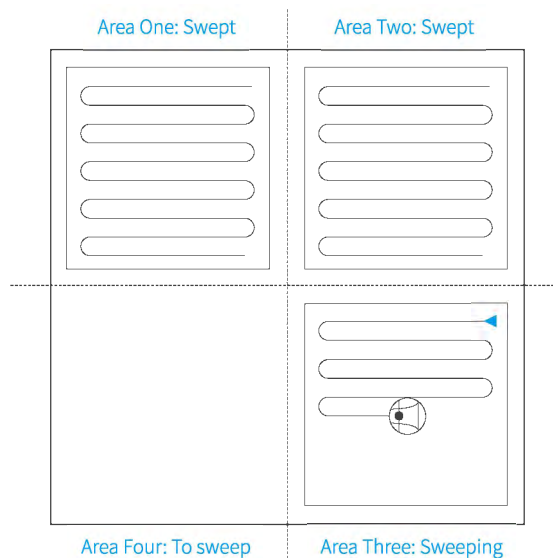 Area One: Swept
Area Two: Swept
Area Four: To sweep
Area Three: Sweeping